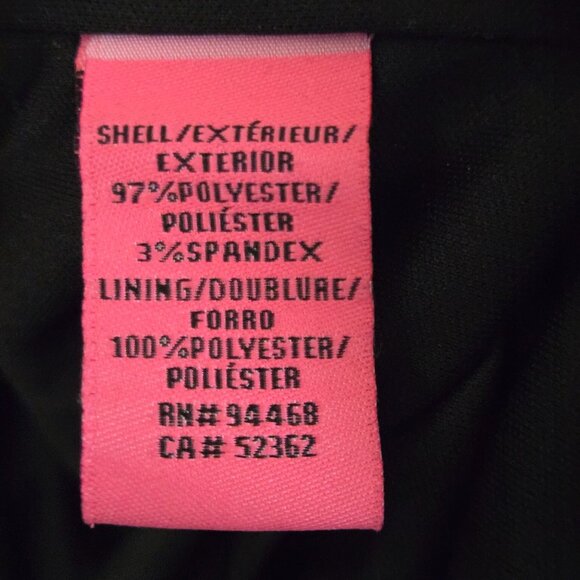 SHELL/EXTÉRIEUR/
EXTERIOR
97%POLYESTER/
POLIÉSTER
3%SPANDEX
LINING/DOUBLURE/
FORRO
100%POLYESTER/
POLIÉSTER
RN# 94468
CA# 52362